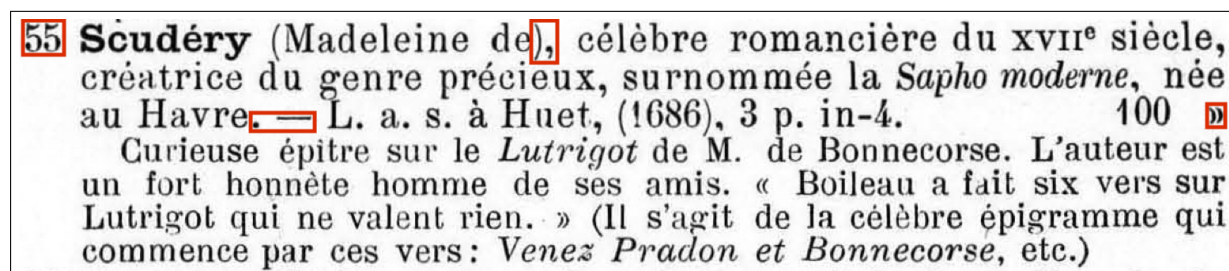 55 Scudéry (Madeleine de), célèbre romancière du XVIIe siècle,
créatrice du genre précieux, surnommée la Sapho moderne, née
au Havre. — L. a. s. à Huet, (1686), 3 p. in-4. 100 »
Curieuse épitre sur le Lutrigot de M. de Bonnecorse. L'auteur est
un fort honnète homme de ses amis. « Boileau a fait six vers sur
Lutrigot qui ne valent rien. » (Il s'agit de la célèbre épigramme qui
commence par ces vers : Venez Pradon et Bonnecorse, etc.)